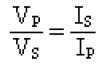 V_P / V_S = I_S / I_P